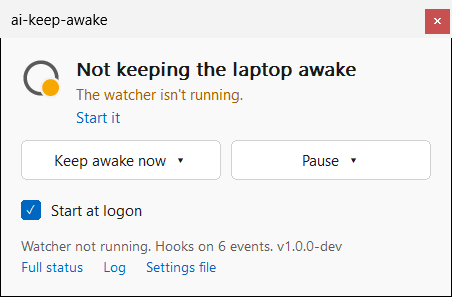 ai-keep-awake
Not keeping the laptop awake
The watcher isn't running.
Start it
Keep awake now
Pause
Start at logon
Watcher not running. Hooks on 6 events. v1.0.0-dev
Full status Log Settings file